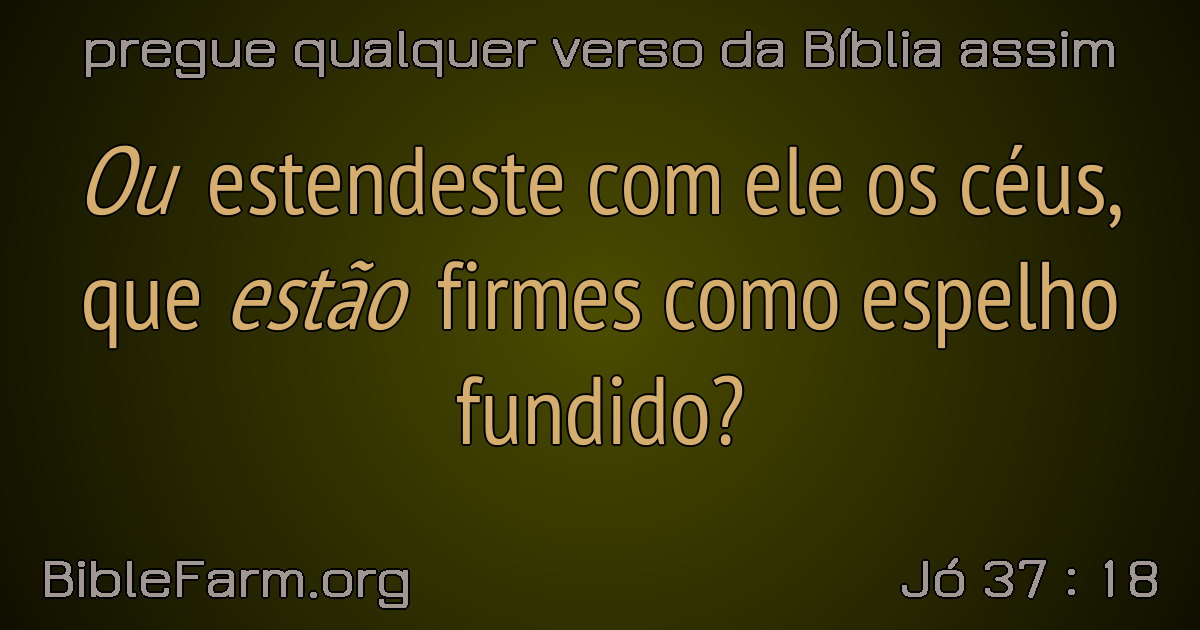 pregue qualquer verso da Bíblia assim
Ou estendeste com ele os céus,
que estão firmes como espelho
fundido?
BibleFarm.org
Jó 37 : 18